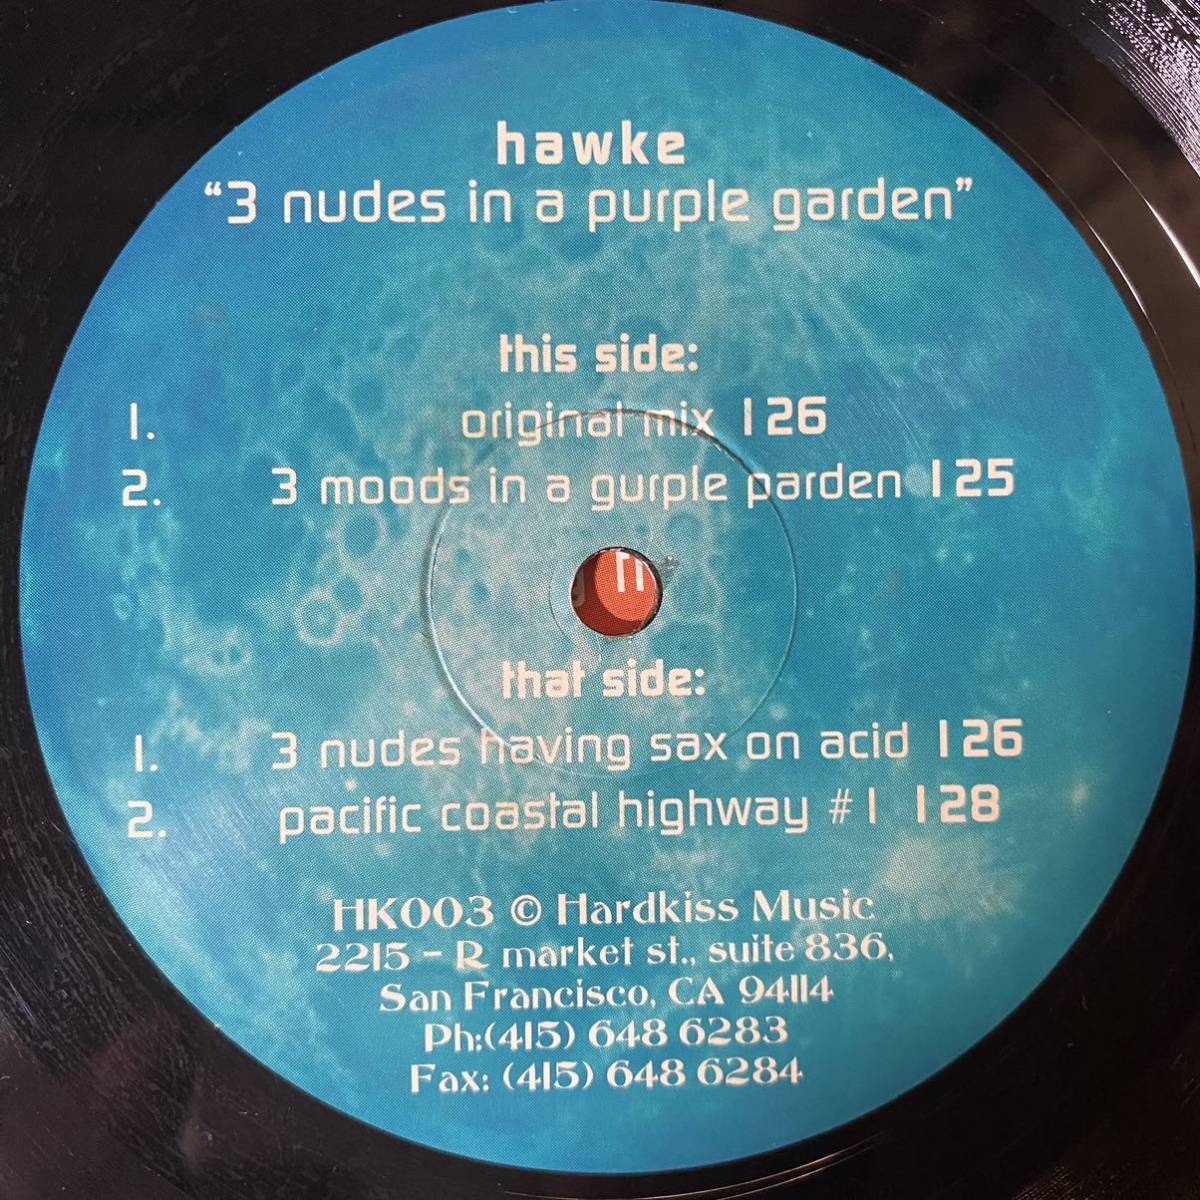 hawke
“3 nudes in a purple garden”
this side:
1. original mix 126
2. 3 moods in a gurple parden 125
that side:
1. 3 nudes having sax on acid 126
2. pacific coastal highway #1 128
HK003 © Hardkiss Music
2215 - R market st., suite 836,
San Francisco, CA 94114
Ph:(415) 648 6283
Fax: (415) 648 6284